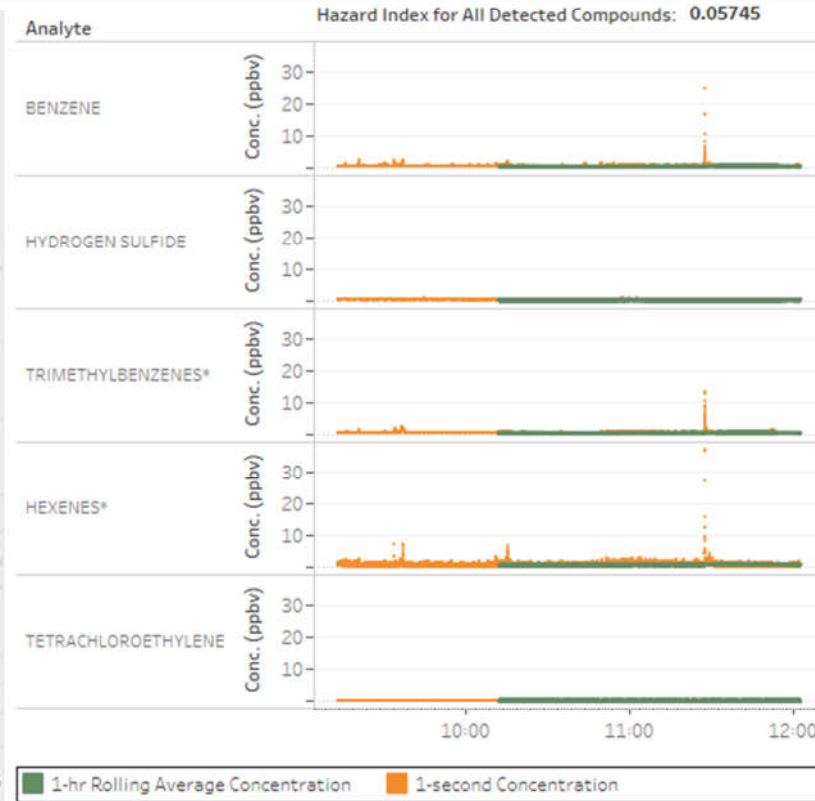 Hazard Index for All Detected Compounds: 0.05745
Analyte
BENZENE
Conc. (ppbv)
30
20
10
HYDROGEN SULFIDE
Conc. (ppbv)
30
20
10
TRIMETHYLBENZENES*
Conc. (ppbv)
30
20
10
HEXENES*
Conc. (ppbv)
30
20
10
TETRACHLOROETHYLENE
Conc. (ppbv)
30
20
10
10:00 11:00 12:00
1-hr Rolling Average Concentration 1-second Concentration